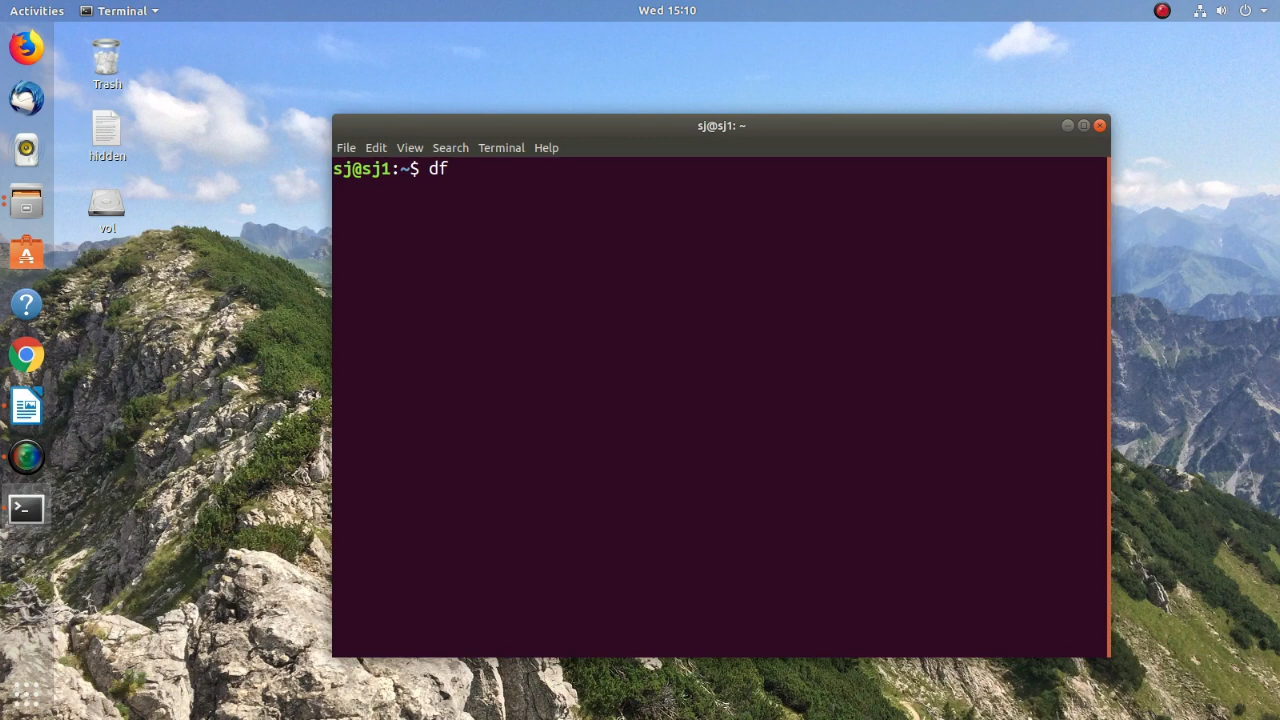 Activities Terminal Wed 15:10
Trash
hidden
vol
sj@sj1: ~
File Edit View Search Terminal Help
sj@sj1:~$ df